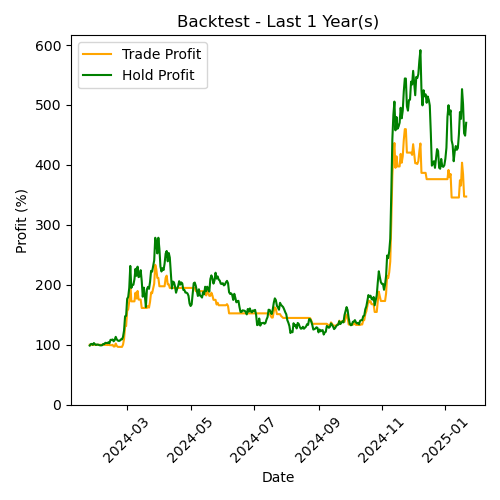 Backtest - Last 1 Year(s)
Trade Profit
Hold Profit
Profit (%)
600
500
400
300
200
100
0
2024-03
2024-05
2024-07
2024-09
2024-11
2025-01
Date